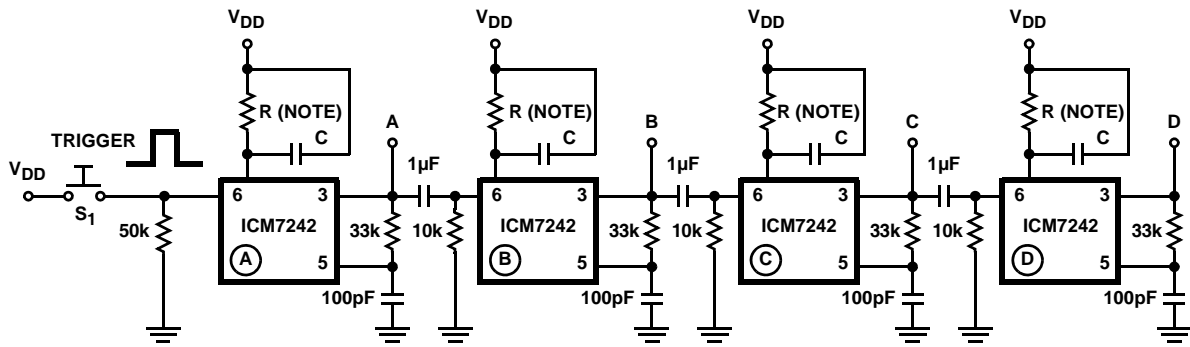 VDD VDD VDD VDD
R (NOTE) R (NOTE) R (NOTE) R (NOTE)
A B C D
C C C C
TRIGGER
1µF 1µF 1µF
VDD
S1
6 3 6 3 6 3 6 3
50k ICM7242 33k 10k ICM7242 33k 10k ICM7242 33k 10k ICM7242 33k
A 5 B 5 C 5 D 5
100pF 100pF 100pF 100pF